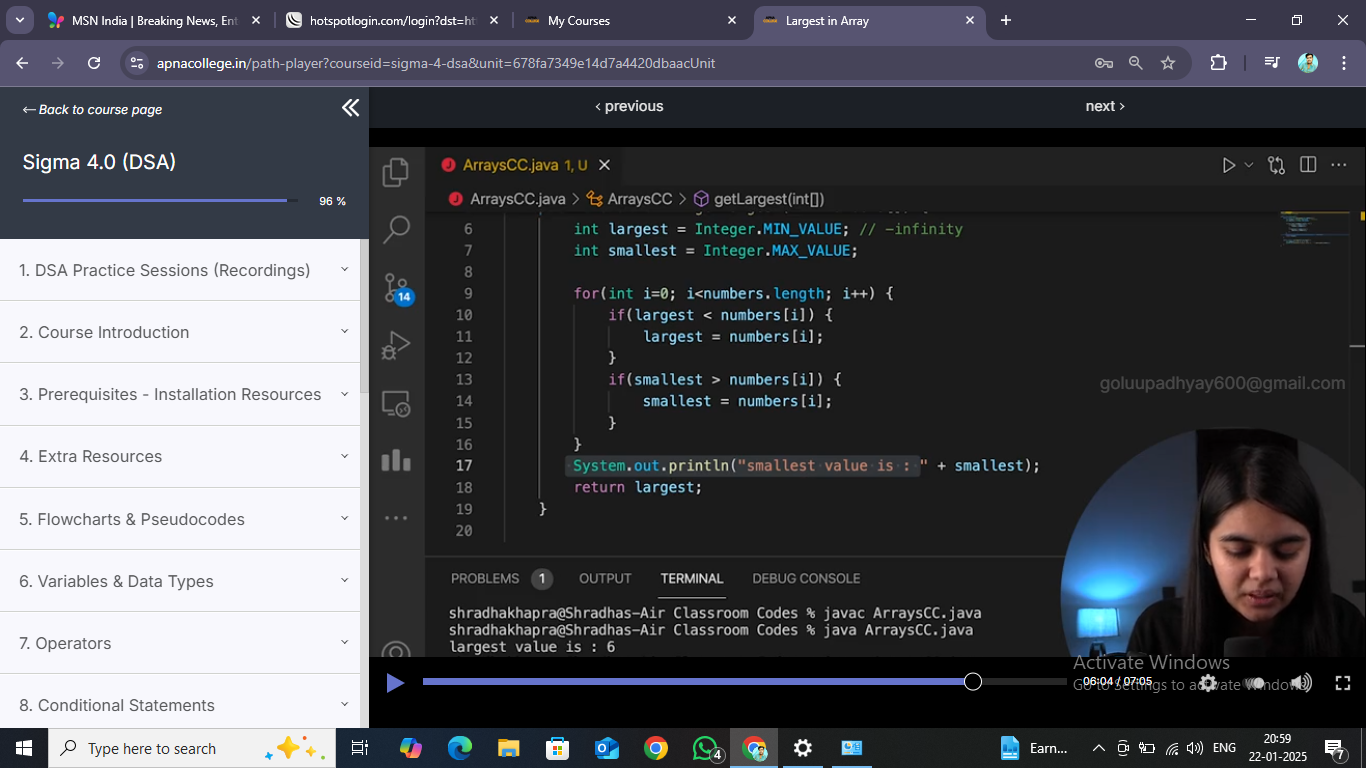 MSN India | Breaking News, Ent
hotspotlogin.com/login?dst=ht
My Courses
Largest in Array
apnacollege.in/path-player?courseid=sigma-4-dsa&unit=678fa7349e14d7a4420dbaacUnit
← Back to course page
‹ previous
next ›
Sigma 4.0 (DSA)
96 %
1. DSA Practice Sessions (Recordings)
2. Course Introduction
3. Prerequisites - Installation Resources
4. Extra Resources
5. Flowcharts & Pseudocodes
6. Variables & Data Types
7. Operators
8. Conditional Statements
ArraysCC.java 1, U
ArraysCC.java > ArraysCC > getLargest(int[])
14
6 int largest = Integer.MIN_VALUE; // -infinity
7 int smallest = Integer.MAX_VALUE;
8
9 for(int i=0; i<numbers.length; i++) {
10 if(largest < numbers[i]) {
11 largest = numbers[i];
12 }
13 if(smallest > numbers[i]) {
14 smallest = numbers[i];
15 }
16 }
17 System.out.println("smallest value is : " + smallest);
18 return largest;
19 }
20
goluupadhyay600@gmail.com
PROBLEMS 1 OUTPUT TERMINAL DEBUG CONSOLE
shradhakhapra@Shradhas-Air Classroom Codes % javac ArraysCC.java
shradhakhapra@Shradhas-Air Classroom Codes % java ArraysCC.java
largest value is : 6
Activate Windows
Go to Settings to activate Windows.
06:04 / 07:05
Type here to search
4
Earn...
ENG
20:59
22-01-2025
7